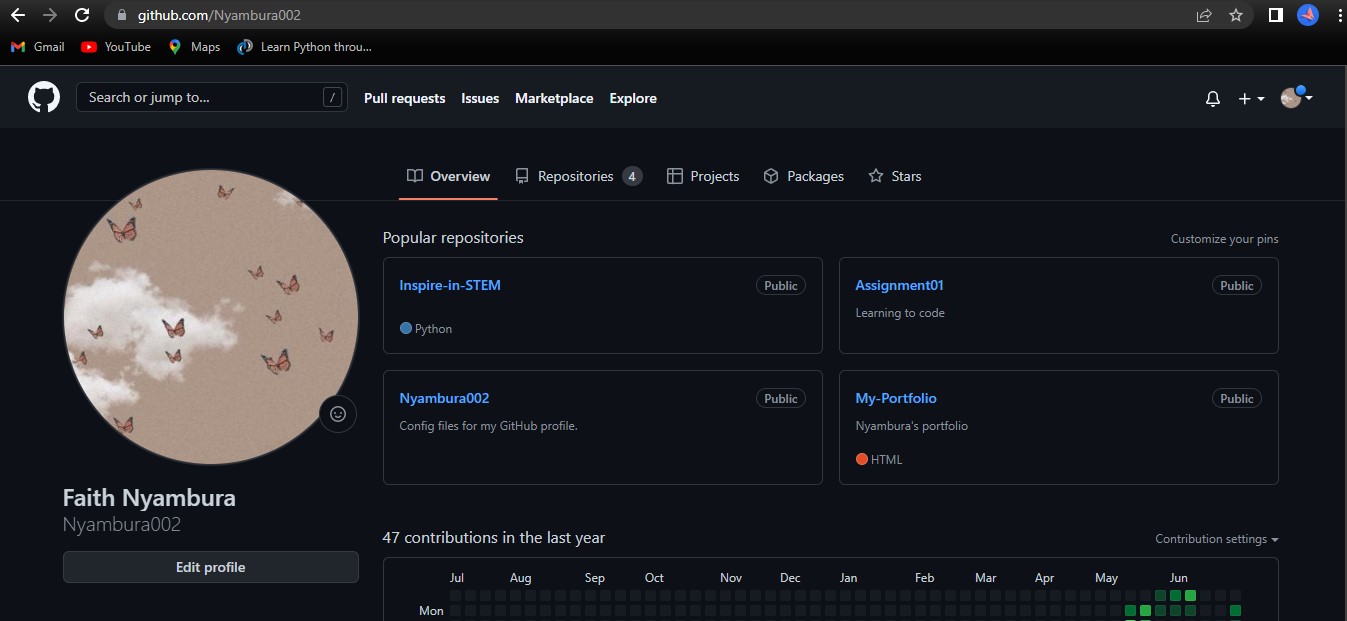 github.com/Nyambura002
Gmail YouTube Maps Learn Python throu...
Search or jump to... / Pull requests Issues Marketplace Explore
Overview Repositories 4 Projects Packages Stars
Popular repositories Customize your pins
Inspire-in-STEM Public
Python
Assignment01 Public
Learning to code
Nyambura002 Public
Config files for my GitHub profile.
My-Portfolio Public
Nyambura's portfolio
HTML
Faith Nyambura
Nyambura002
Edit profile
47 contributions in the last year Contribution settings
Jul Aug Sep Oct Nov Dec Jan Feb Mar Apr May Jun
Mon